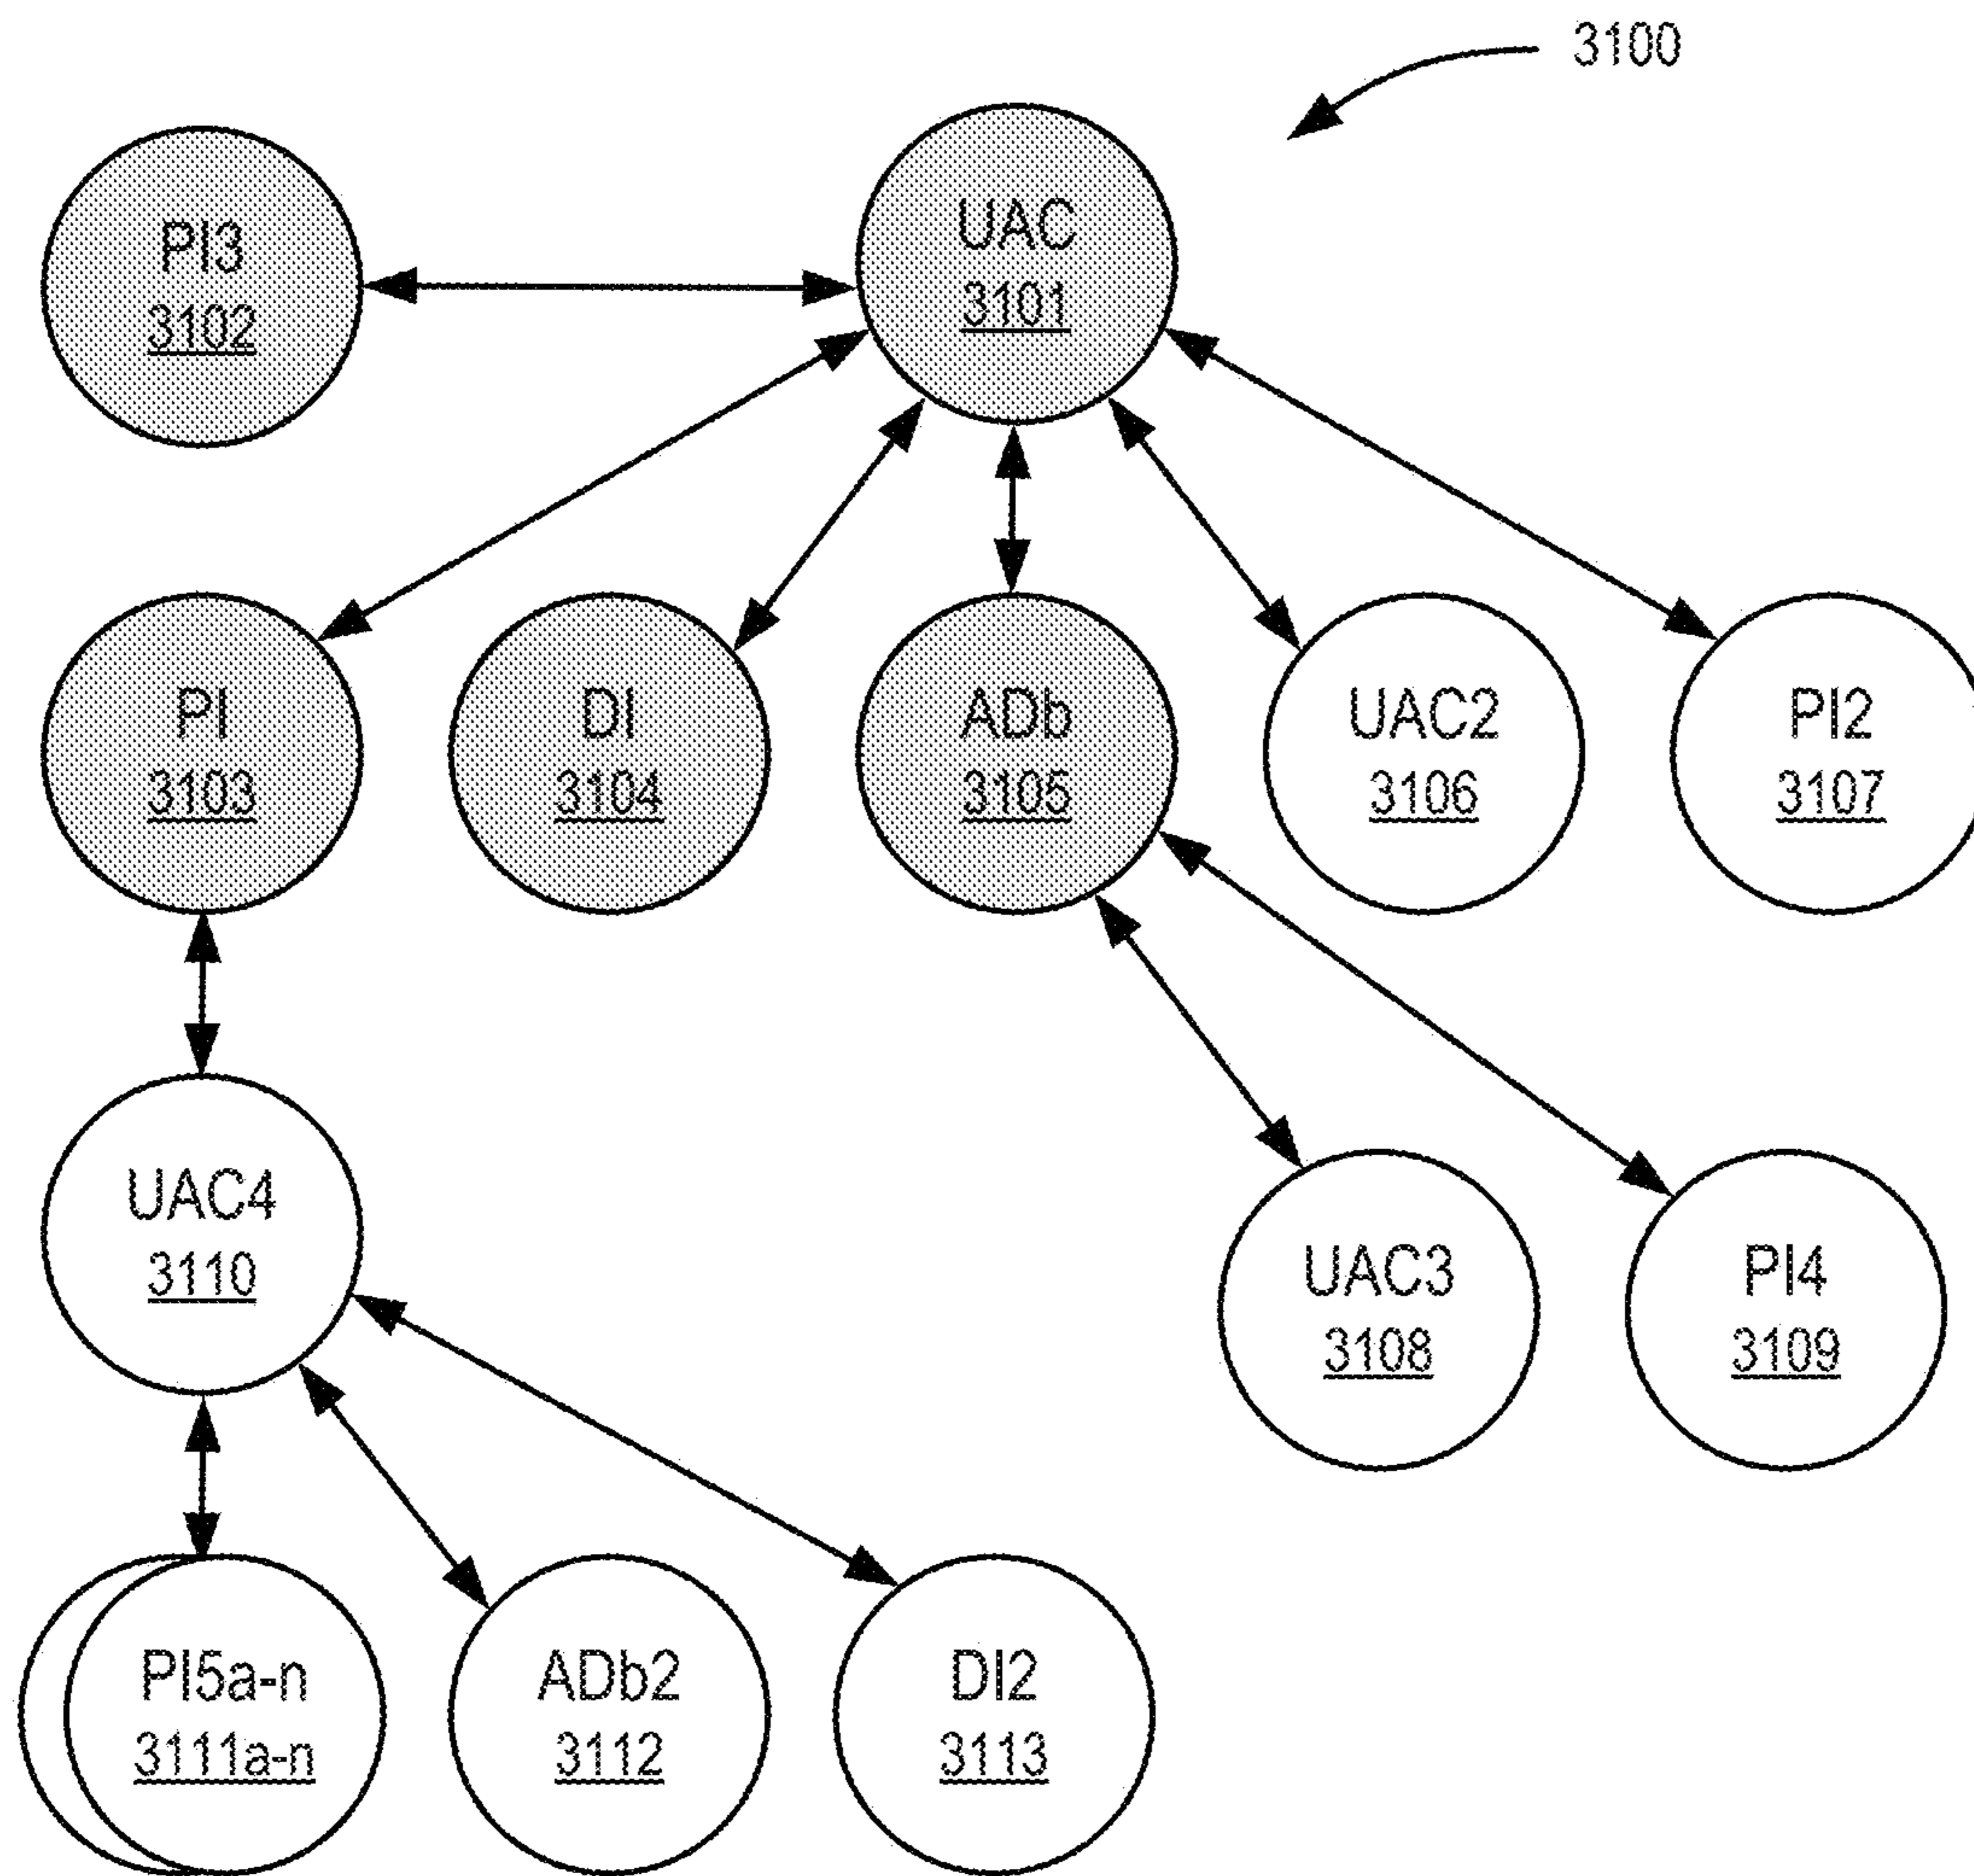 3100
PI3
3102
UAC
3101
PI
3103
DI
3104
ADb
3105
UAC2
3106
PI2
3107
UAC4
3110
UAC3
3108
PI4
3109
PI5a-n
3111a-n
ADb2
3112
DI2
3113